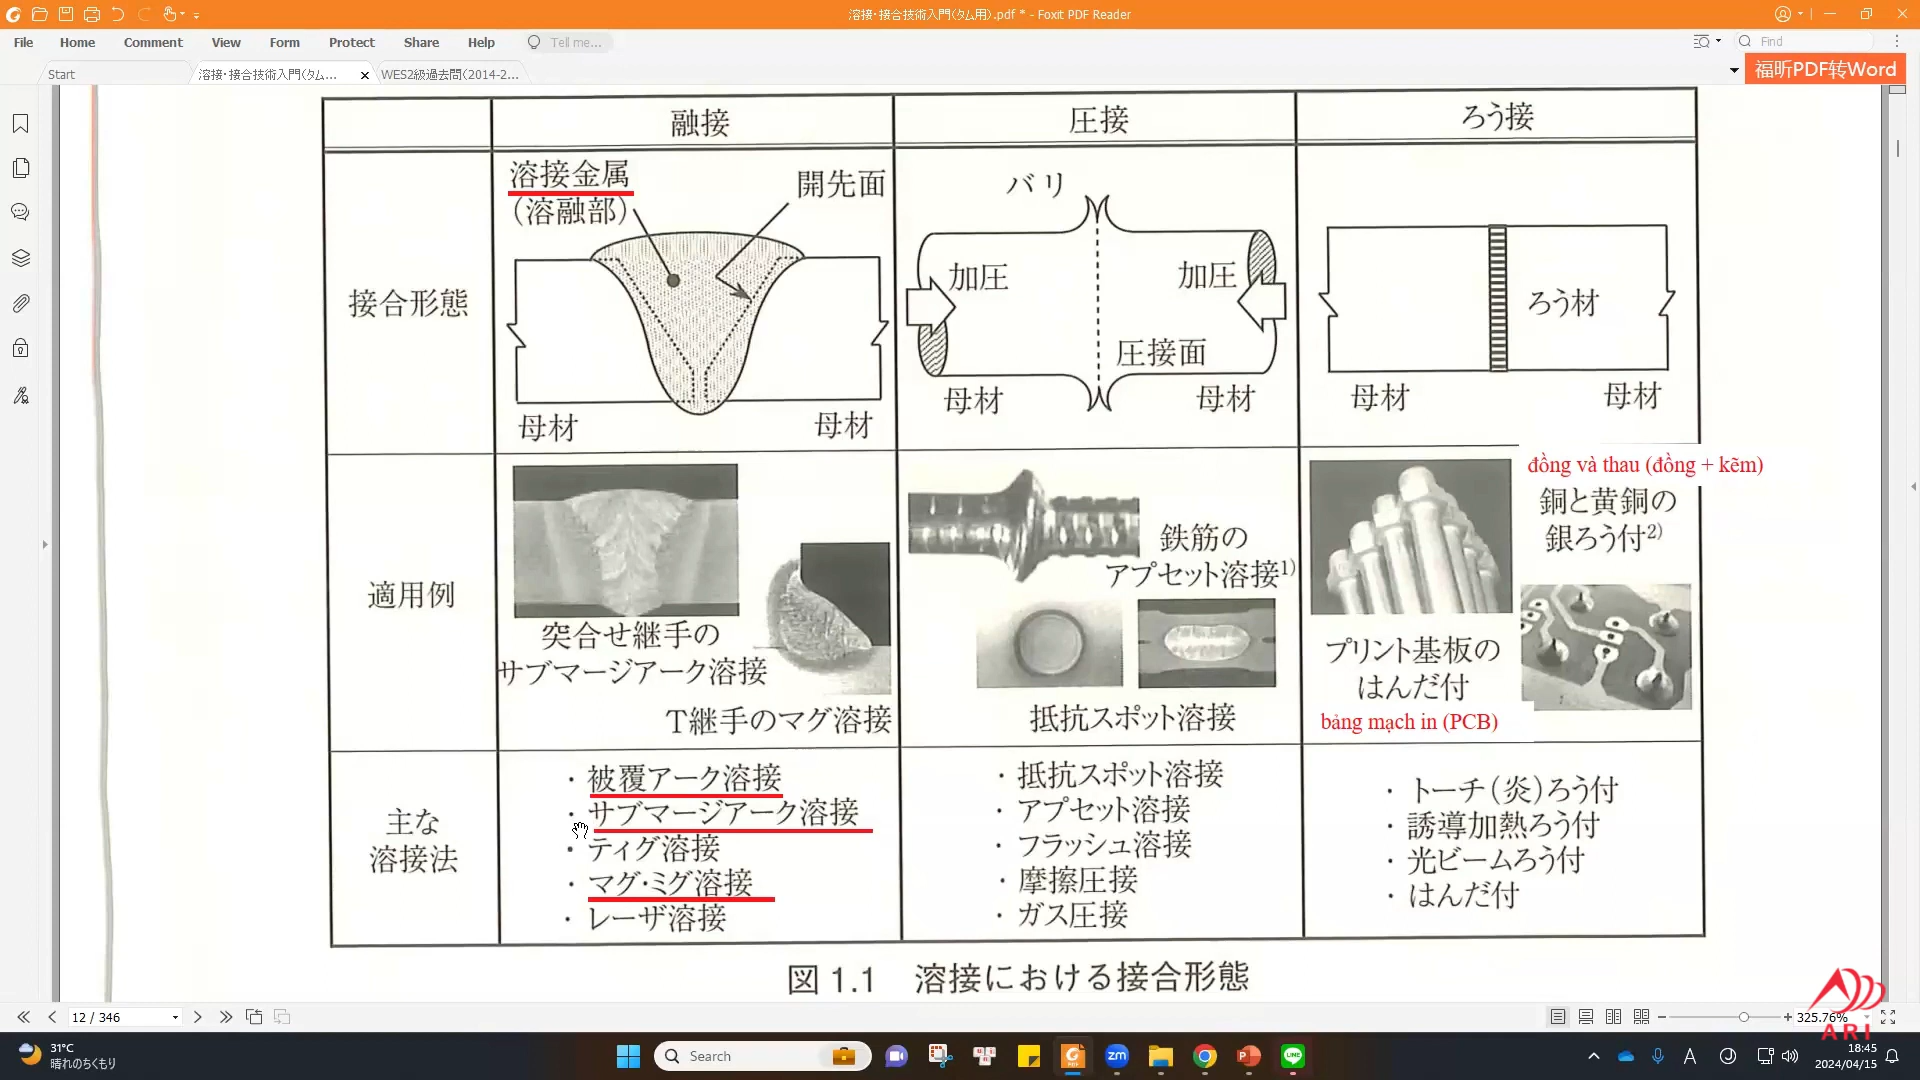 溶接・接合技術入門(タム用).pdf * - Foxit PDF Reader
File Home Comment View Form Protect Share Help Tell me... Find
Start 溶接・接合技術入門(タム... WES2級過去問(2014-2... 福昕PDF转Word
融接 圧接 ろう接
接合形態
溶接金属
(溶融部)
開先面
母材 母材
バリ
加圧 加圧
圧接面
母材 母材
ろう材
母材 母材
適用例
突合せ継手の
サブマージアーク溶接
T継手のマグ溶接
鉄筋の
アプセット溶接1)
抵抗スポット溶接
đồng và thau (đồng + kẽm)
銅と黄銅の
銀ろう付2)
プリント基板の
はんだ付
bảng mạch in (PCB)
主な
溶接法
・被覆アーク溶接
・サブマージアーク溶接
・ティグ溶接
・マグ・ミグ溶接
・レーザ溶接
・抵抗スポット溶接
・アプセット溶接
・フラッシュ溶接
・摩擦圧接
・ガス圧接
・トーチ(炎)ろう付
・誘導加熱ろう付
・光ビームろう付
・はんだ付
図 1.1 溶接における接合形態
ARI
12 / 346 325.76%
31°C
晴れのちくもり
Search
18:45
2024/04/15